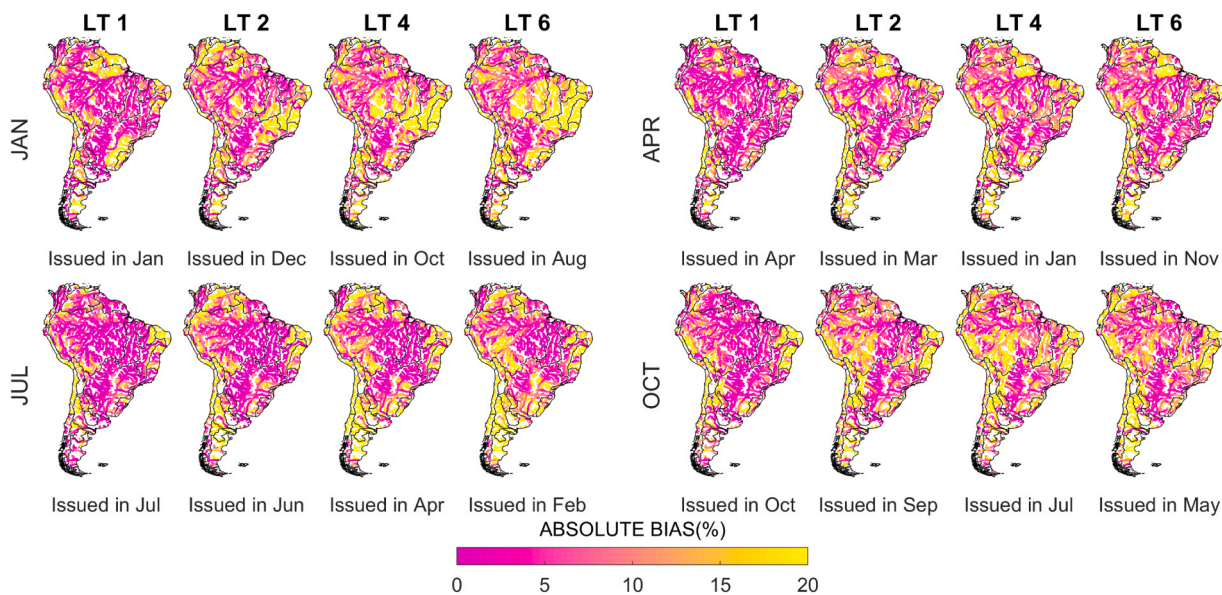 LT 1 LT 2 LT 4 LT 6 LT 1 LT 2 LT 4 LT 6
JAN APR
Issued in Jan Issued in Dec Issued in Oct Issued in Aug Issued in Apr Issued in Mar Issued in Jan Issued in Nov
JUL OCT
Issued in Jul Issued in Jun Issued in Apr Issued in Feb Issued in Oct Issued in Sep Issued in Jul Issued in May
ABSOLUTE BIAS(%)
0 5 10 15 20